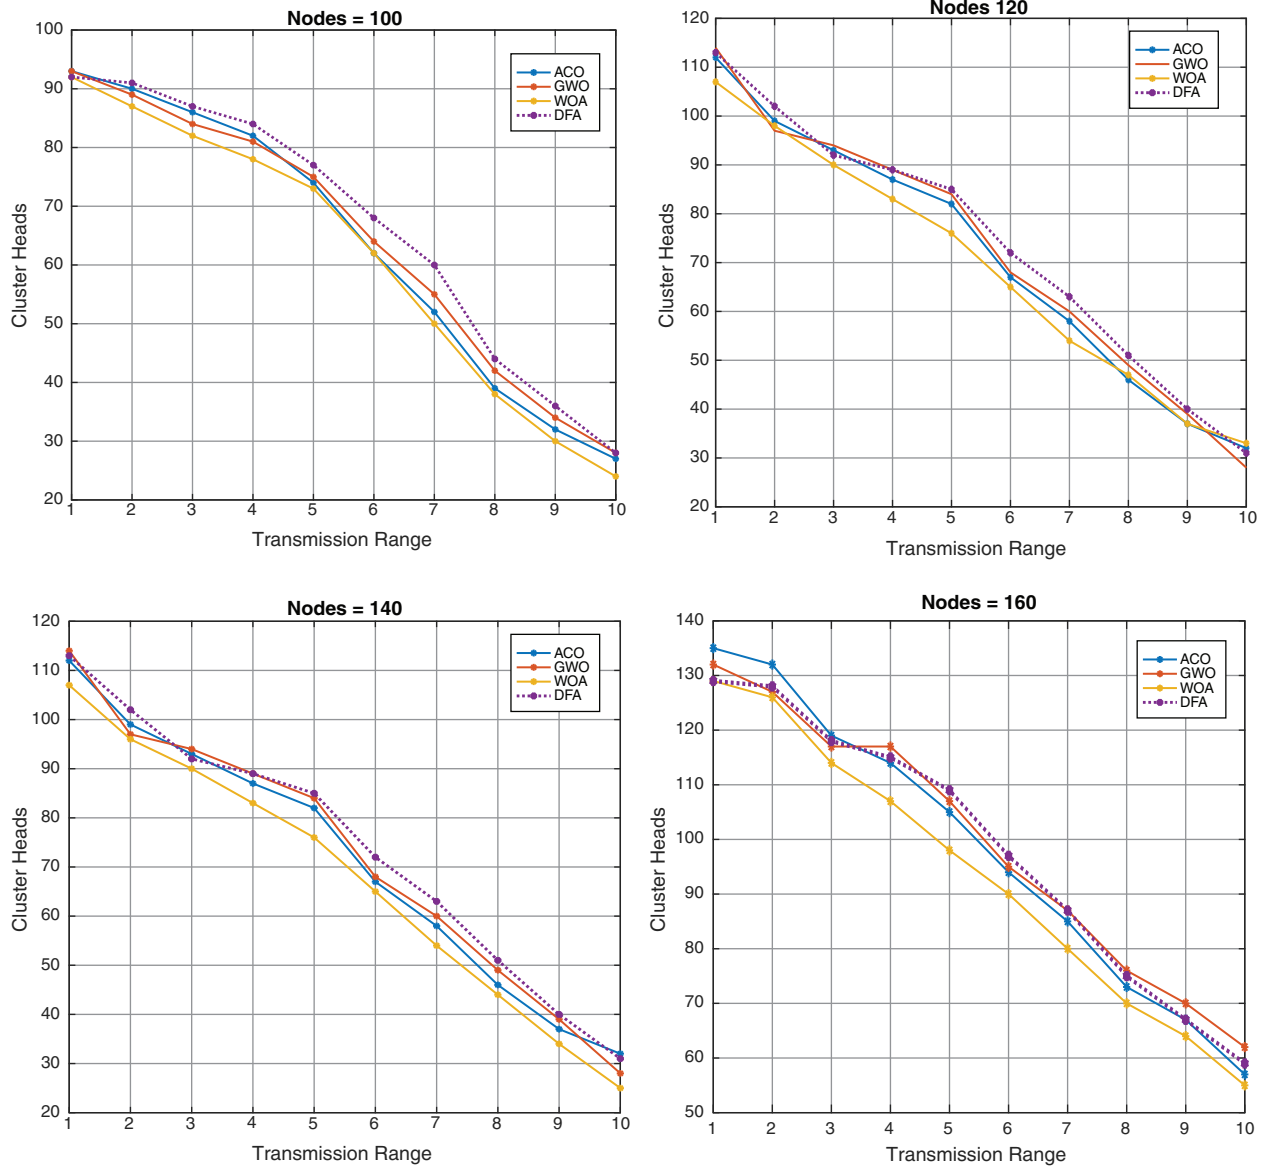 Nodes = 100
100
90
80
70
60
50
40
30
20
Cluster Heads
ACO
GWO
WOA
DFA
1 2 3 4 5 6 7 8 9 10
Transmission Range
Nodes 120
120
110
100
90
80
70
60
50
40
30
20
Cluster Heads
ACO
GWO
WOA
DFA
1 2 3 4 5 6 7 8 9 10
Transmission Range
Nodes = 140
120
110
100
90
80
70
60
50
40
30
20
Cluster Heads
ACO
GWO
WOA
DFA
1 2 3 4 5 6 7 8 9 10
Transmission Range
Nodes = 160
140
130
120
110
100
90
80
70
60
50
Cluster Heads
ACO
GWO
WOA
DFA
1 2 3 4 5 6 7 8 9 10
Transmission Range